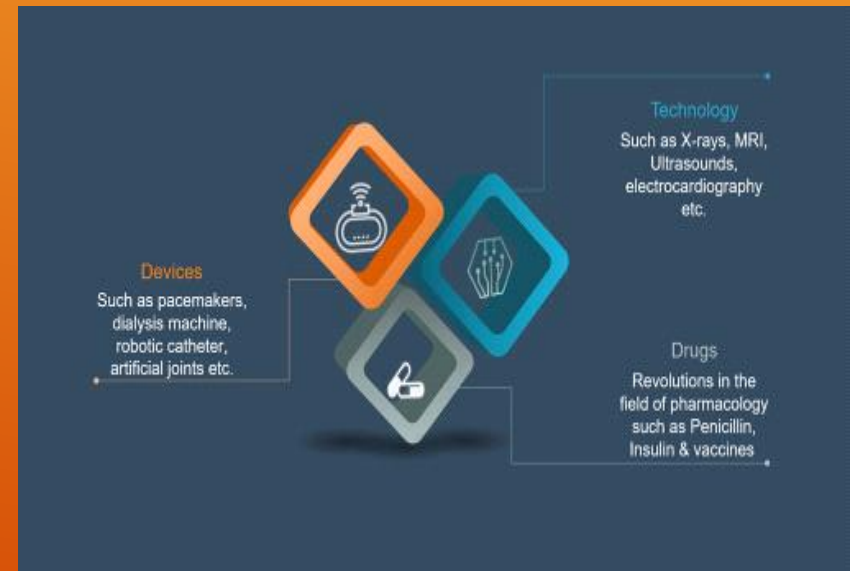 Technology
Such as X-rays, MRI,
Ultrasounds,
electrocardiography
etc.
Devices
Such as pacemakers,
dialysis machine,
robotic catheter,
artificial joints etc.
Drugs
Revolutions in the
field of pharmacology
such as Penicillin,
Insulin & vaccines